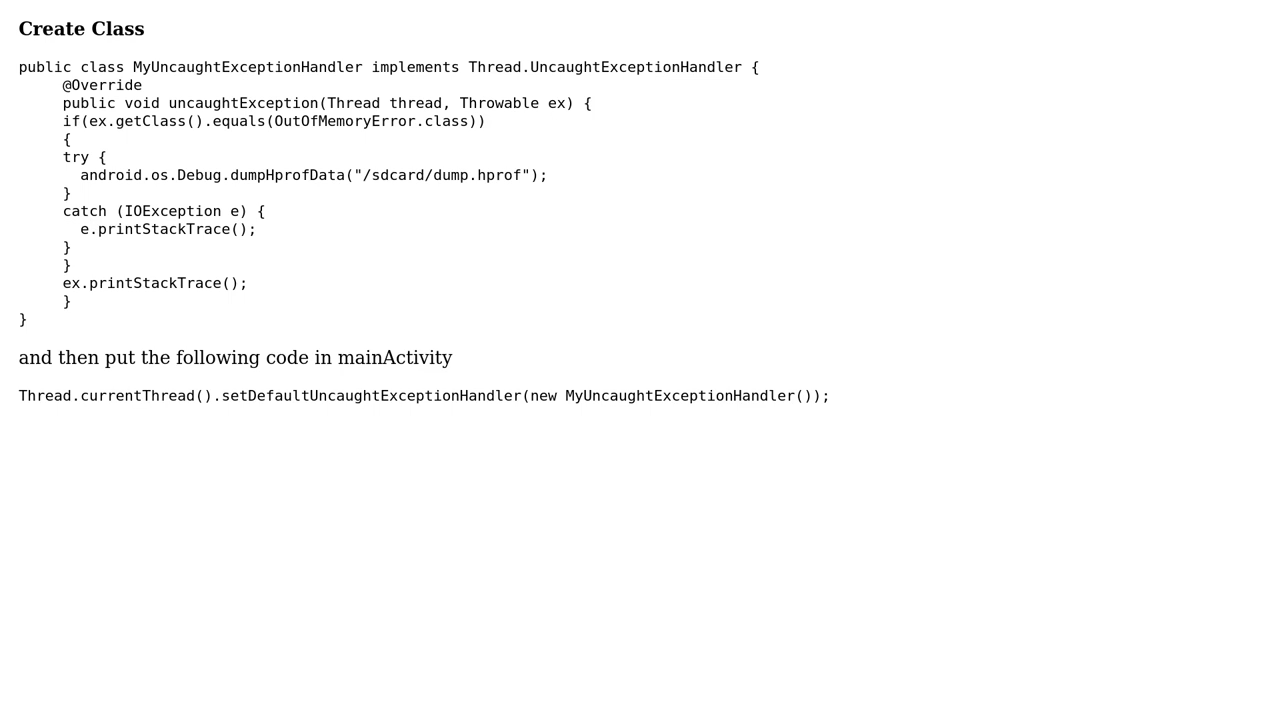 Create Class
public class MyUncaughtExceptionHandler implements Thread.UncaughtExceptionHandler {
     @Override
     public void uncaughtException(Thread thread, Throwable ex) {
     if(ex.getClass().equals(OutOfMemoryError.class))
     {
     try {
       android.os.Debug.dumpHprofData("/sdcard/dump.hprof");
     }
     catch (IOException e) {
       e.printStackTrace();
     }
     }
     ex.printStackTrace();
     }
}
and then put the following code in mainActivity
Thread.currentThread().setDefaultUncaughtExceptionHandler(new MyUncaughtExceptionHandler());